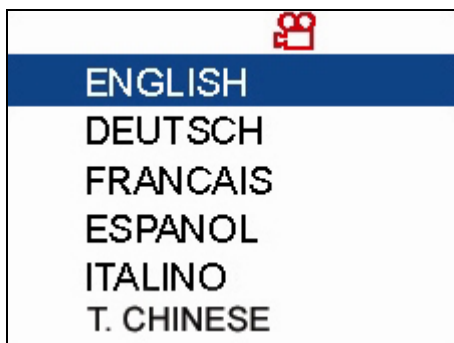 ENGLISH
DEUTSCH
FRANCAIS
ESPANOL
ITALINO
T. CHINESE